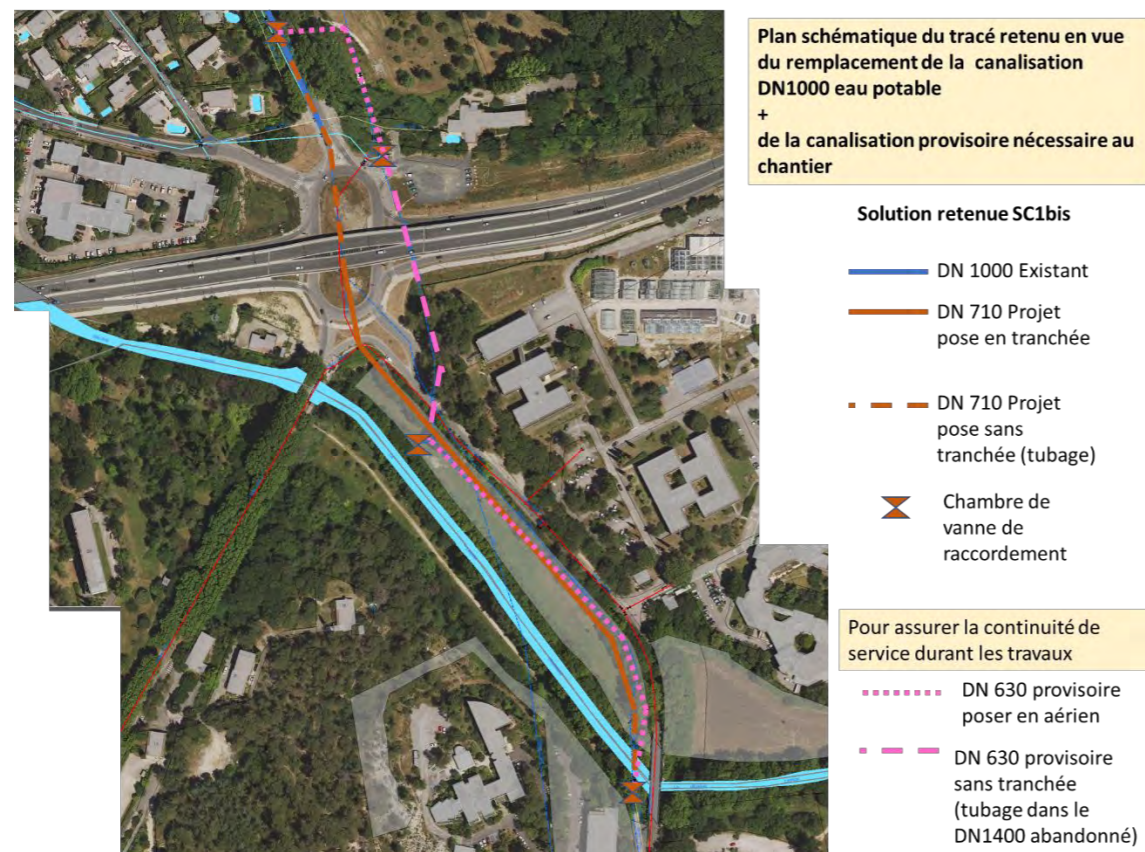 Plan schématique du tracé retenu en vue
du remplacement de la canalisation
DN1000 eau potable
+
de la canalisation provisoire nécessaire au
chantier
Solution retenue SC1bis
DN 1000 Existant
DN 710 Projet
pose en tranchée
DN 710 Projet
pose sans
tranchée (tubage)
Chambre de
vanne de
raccordement
Pour assurer la continuité de
service durant les travaux
DN 630 provisoire
poser en aérien
DN 630 provisoire
sans tranchée
(tubage dans le
DN1400 abandonné)